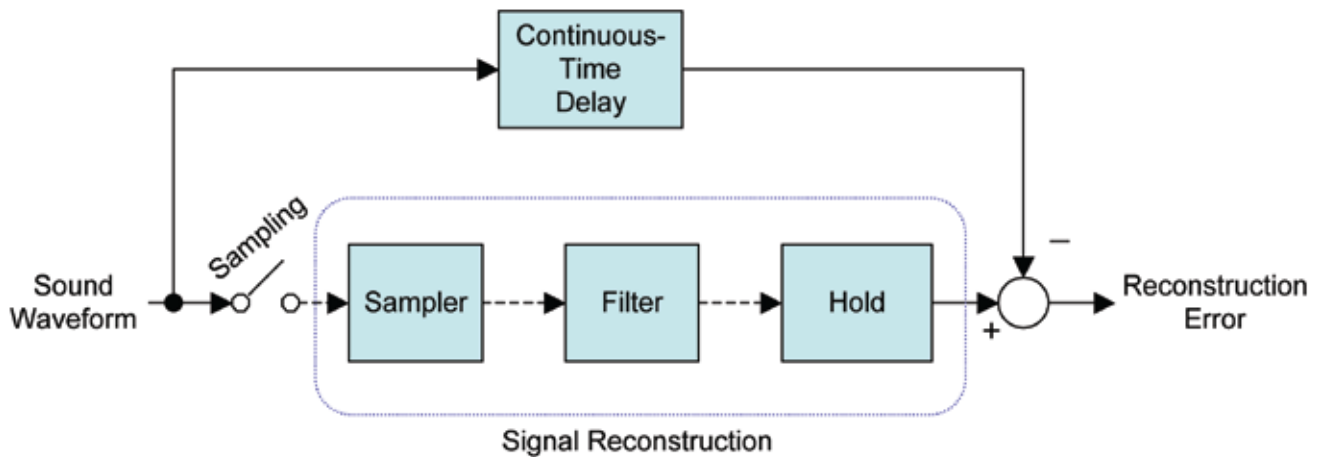 Continuous-
Time
Delay
Sampling
Sound
Waveform
Sampler
Filter
Hold
–
+
Reconstruction
Error
Signal Reconstruction